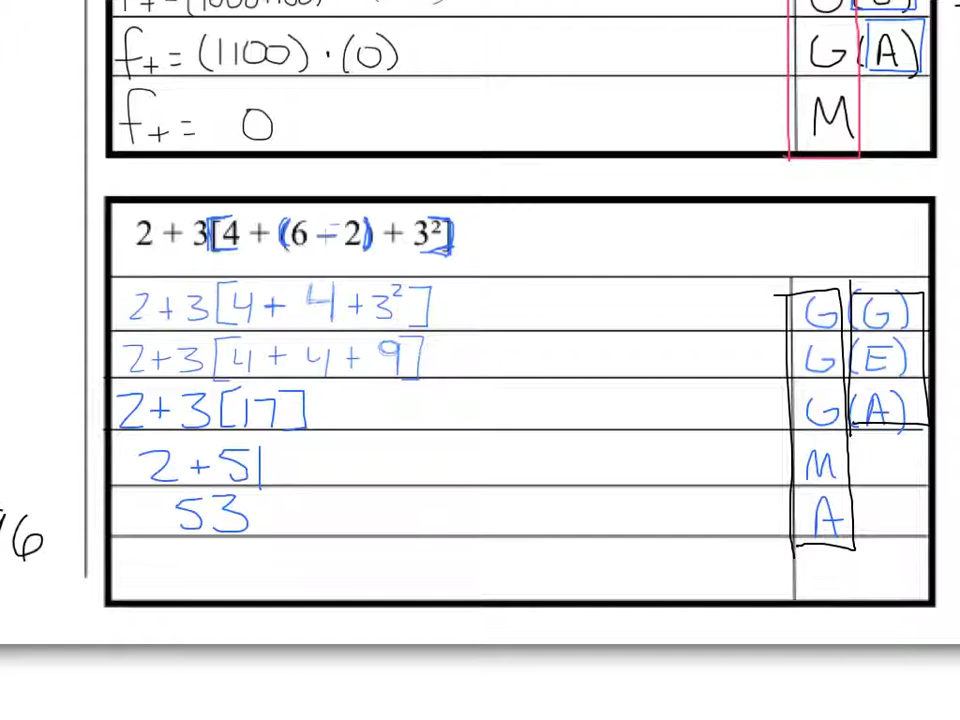 f+ = (1100) · (0) G (A)
f+ = 0 M
2 + 3[4 + (6 – 2) + 3²]
2 + 3 [4 + 4 + 3²] G (G)
2 + 3 [4 + 4 + 9] G (E)
2 + 3 [17] G (A)
2 + 51 M
53 A